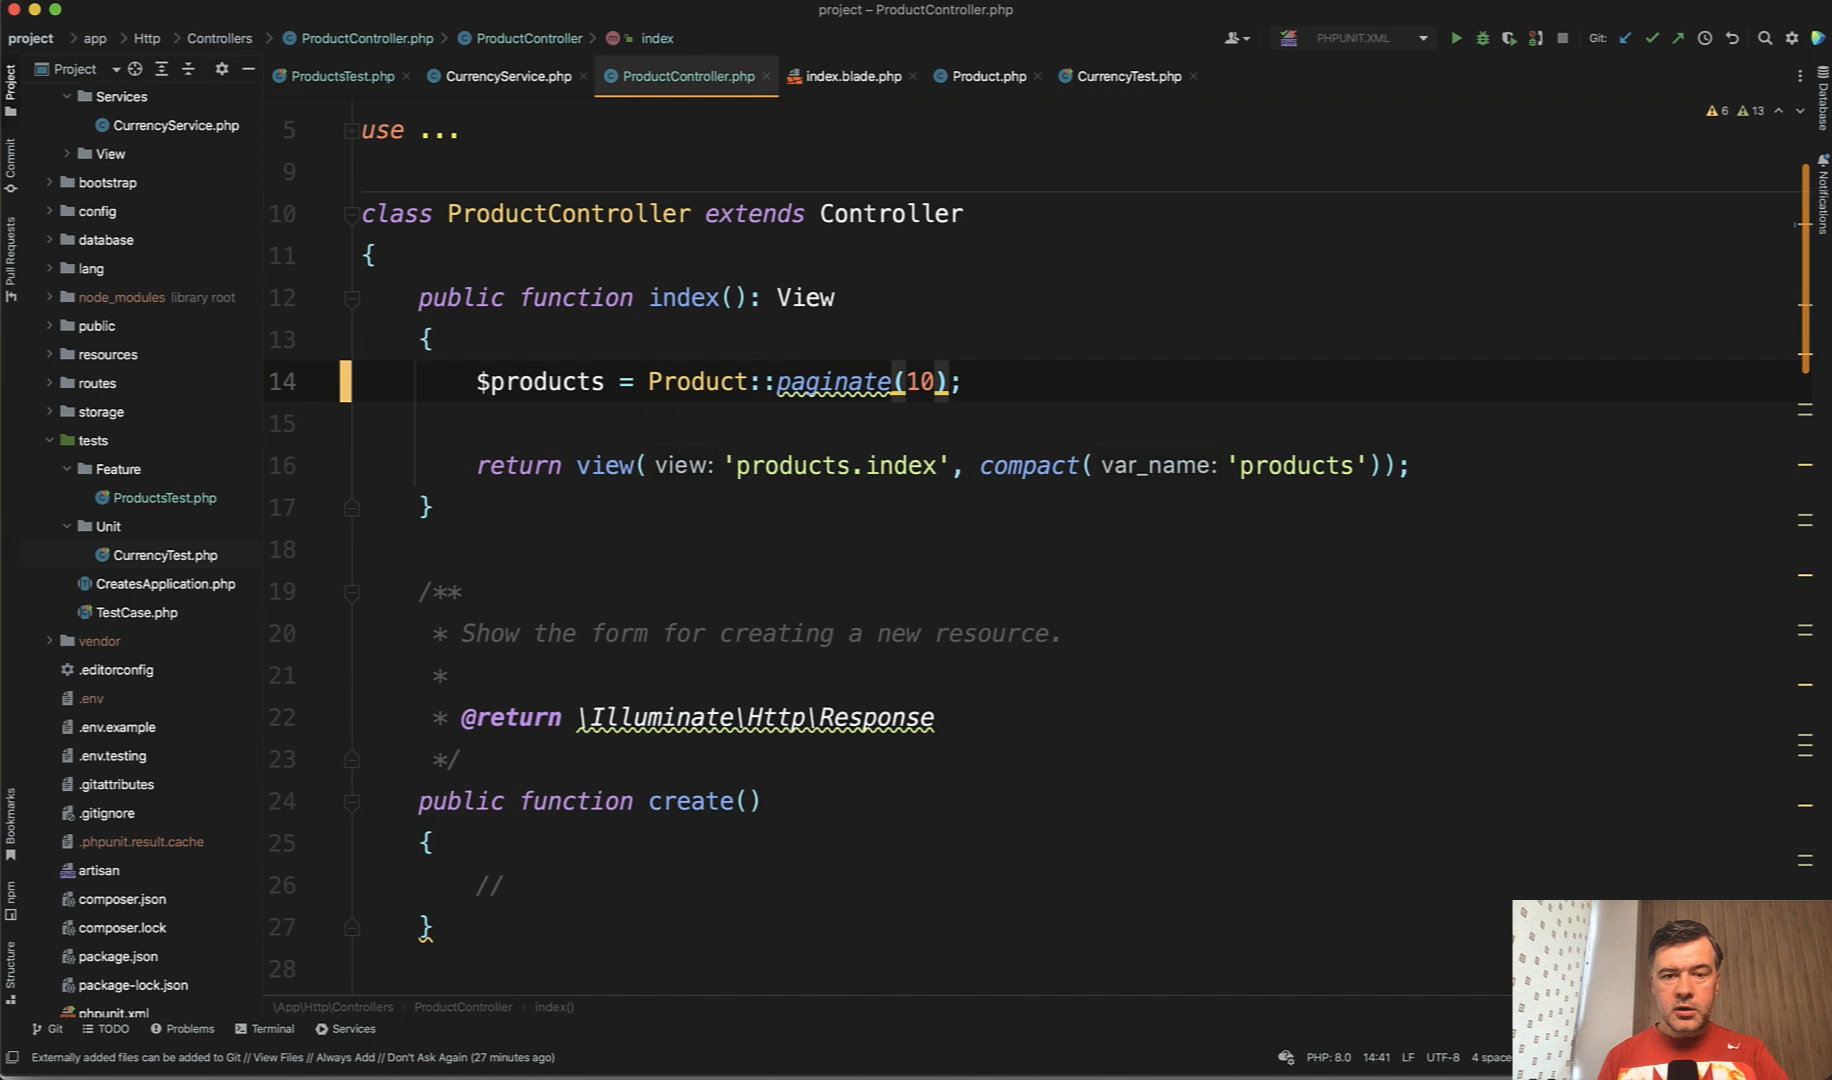 project – ProductController.php
project app Http Controllers ProductController.php ProductController index
PHPUNIT.XML Git:
Project
ProductsTest.php CurrencyService.php ProductController.php index.blade.php Product.php CurrencyTest.php
6 13
Project
Commit
Pull Requests
Bookmarks
npm
Structure
Database
Notifications
Services
CurrencyService.php
View
bootstrap
config
database
lang
node_modules library root
public
resources
routes
storage
tests
Feature
ProductsTest.php
Unit
CurrencyTest.php
CreatesApplication.php
TestCase.php
vendor
.editorconfig
.env
.env.example
.env.testing
.gitattributes
.gitignore
.phpunit.result.cache
artisan
composer.json
composer.lock
package.json
package-lock.json
phpunit.xml
5 use ...
9
10 class ProductController extends Controller
11 {
12 public function index(): View
13 {
14 $products = Product::paginate(10);
15
16 return view( view: 'products.index', compact( var_name: 'products'));
17 }
18
19 /**
20 * Show the form for creating a new resource.
21 *
22 * @return \Illuminate\Http\Response
23 */
24 public function create()
25 {
26 //
27 }
28
\App\Http\Controllers ProductController index()
Git TODO Problems Terminal Services
Externally added files can be added to Git // View Files // Always Add // Don't Ask Again (27 minutes ago)
PHP: 8.0 14:41 LF UTF-8 4 space